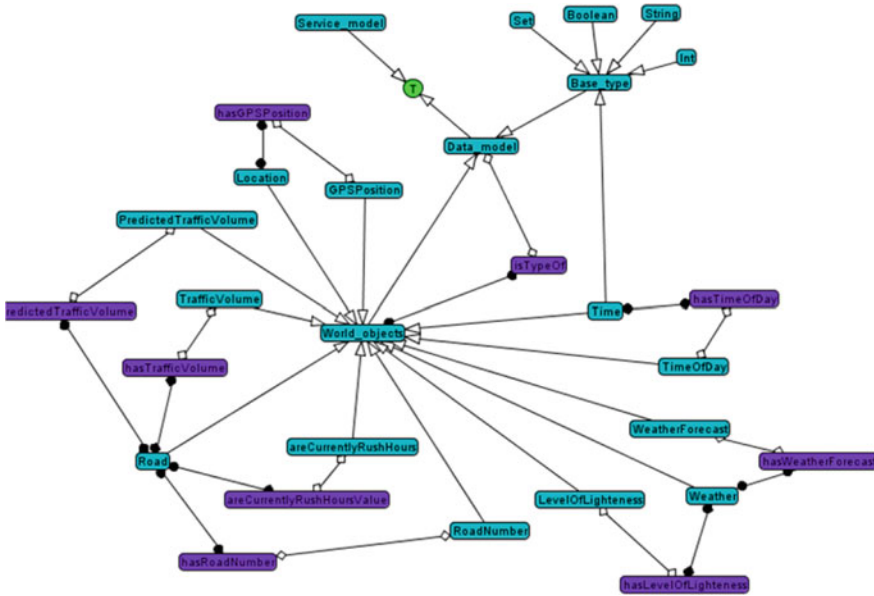 Service_model
Set
Boolean
String
Int
Base_type
T
hasGPSPosition
Data_model
Location
GPSPosition
PredictedTrafficVolume
isTypeOf
redictedTrafficVolume
TrafficVolume
Time
hasTimeOfDay
World_objects
hasTrafficVolume
TimeOfDay
WeatherForecast
areCurrentlyRushHours
Road
hasWeatherForecast
areCurrentlyRushHoursValue
LevelOfLighteness
Weather
RoadNumber
hasRoadNumber
hasLevelOfLighteness